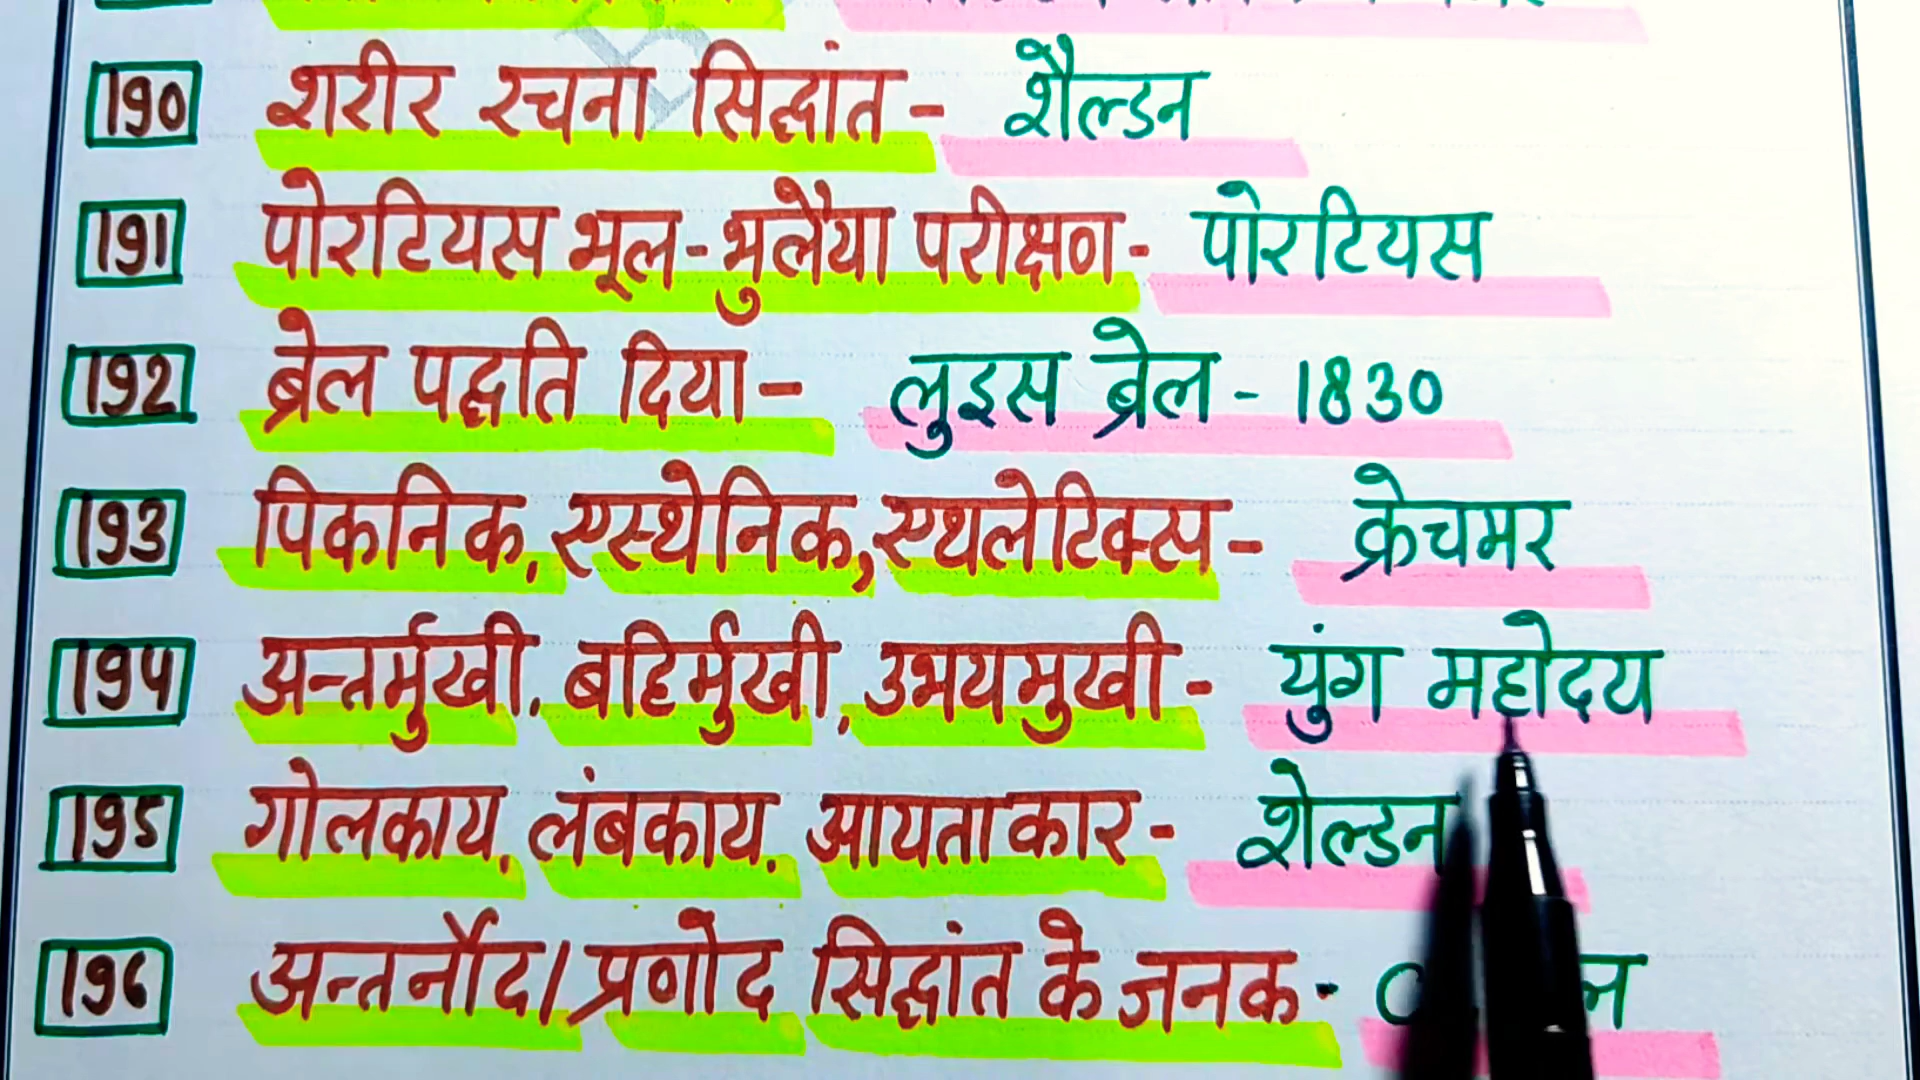 190 शरीर रचना सिद्धांत - शैल्डन
191 पोरटियस भूल-भुलैया परीक्षण - पोरटियस
192 ब्रेल पद्धति दिया - लुइस ब्रेल - 1830
193 पिकनिक, एस्थेनिक, एथलेटिक्स - क्रेचमर
194 अन्तर्मुखी, बहिर्मुखी, उभयमुखी - युंग महोदय
195 गोलकाय, लंबकाय, आयताकार - शेल्डन
196 अन्तर्नोद/प्रणोद सिद्धांत के जनक -